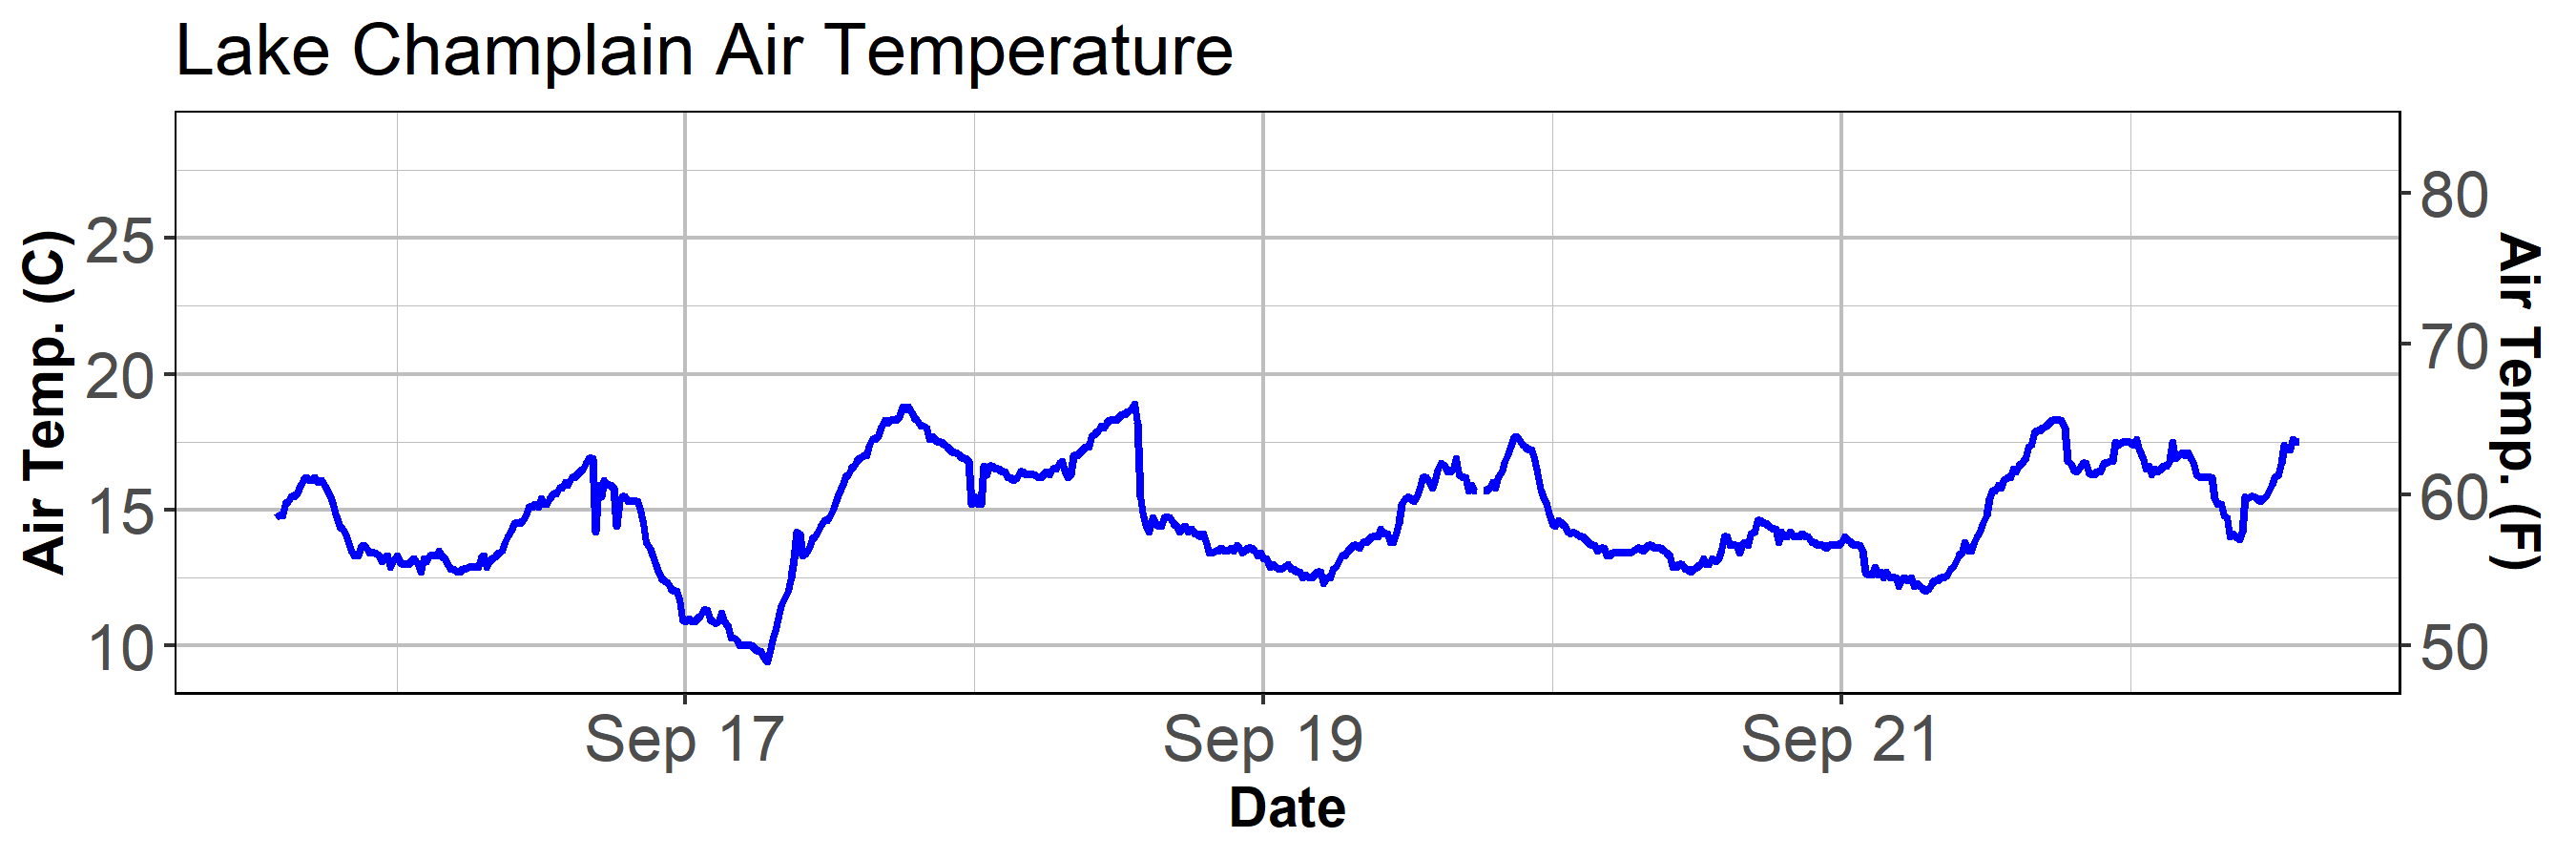 Lake Champlain Air Temperature
Air Temp. (C)
25
20
15
10
80
70
60
50
Air Temp. (F)
Sep 17
Sep 19
Sep 21
Date